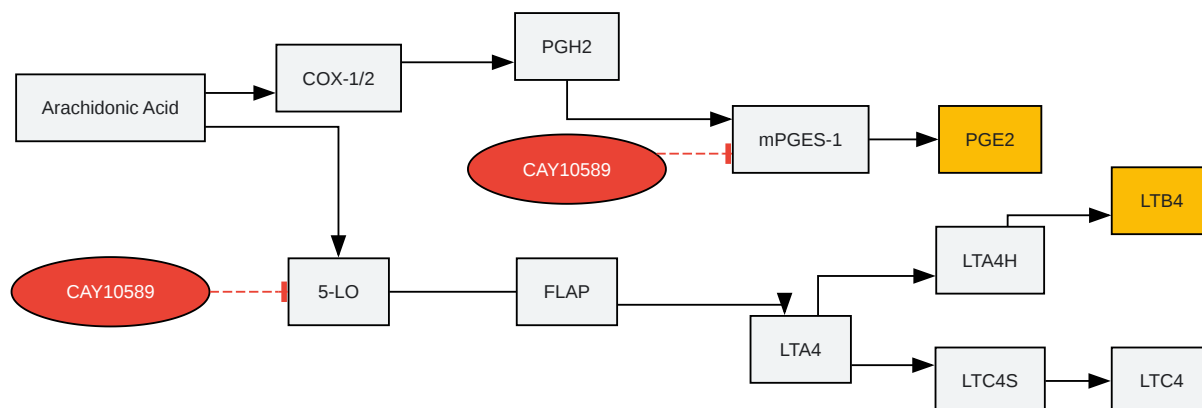 Arachidonic Acid
COX-1/2
PGH2
CAY10589
mPGES-1
PGE2
CAY10589
5-LO
FLAP
LTA4
LTA4H
LTB4
LTC4S
LTC4